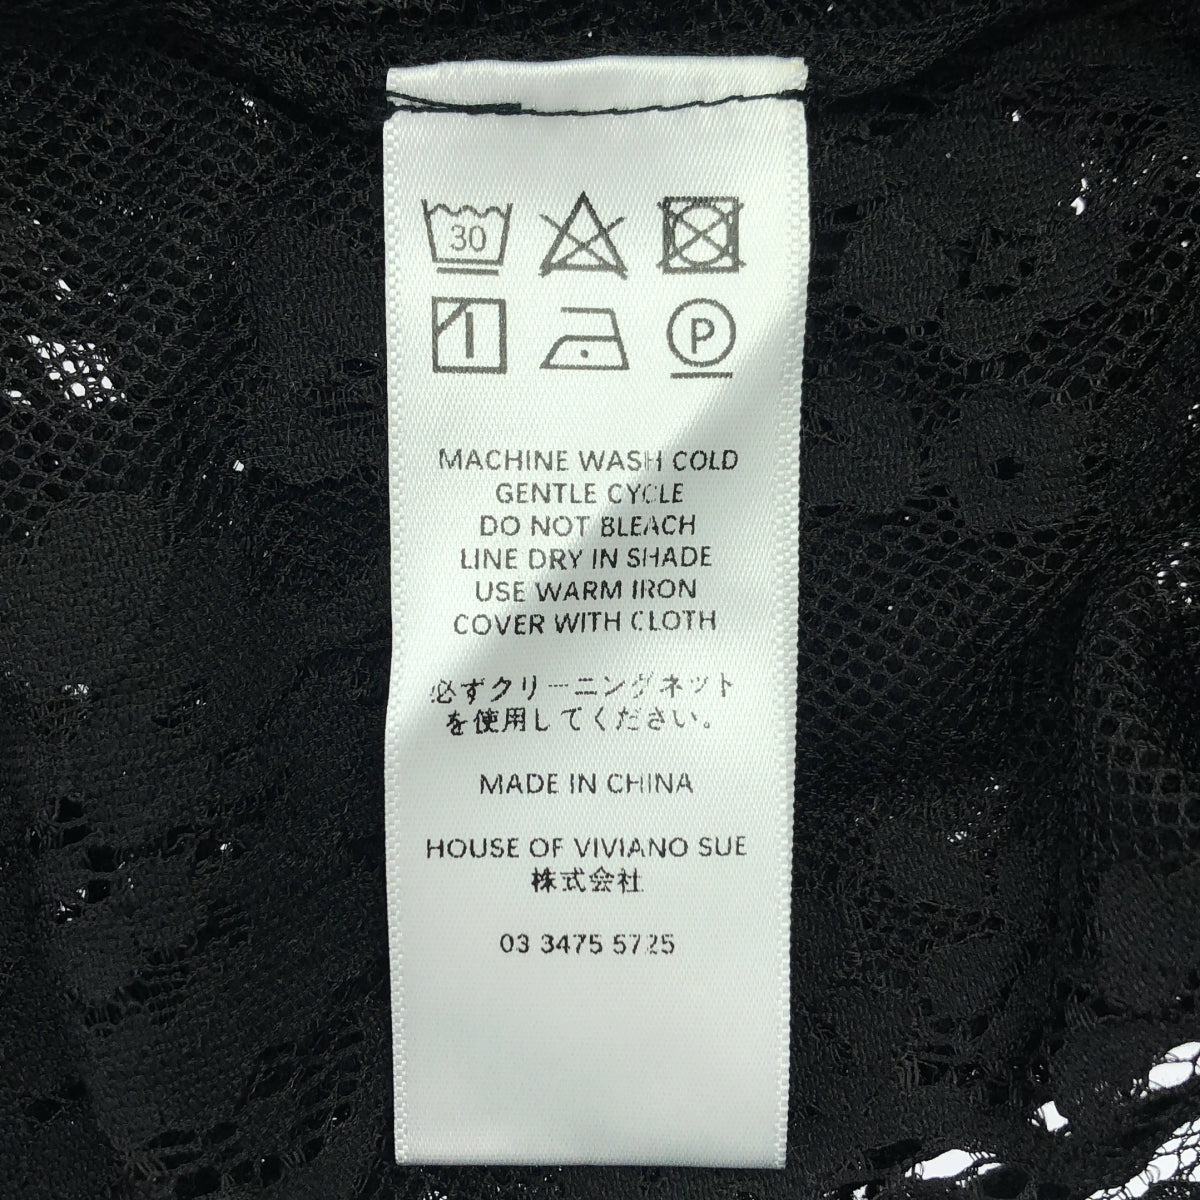 30
P
MACHINE WASH COLD
GENTLE CYCLE
DO NOT BLEACH
LINE DRY IN SHADE
USE WARM IRON
COVER WITH CLOTH
必ずクリーニングネット
を使用してください。
MADE IN CHINA
HOUSE OF VIVIANO SUE
株式会社
03 3475 5725